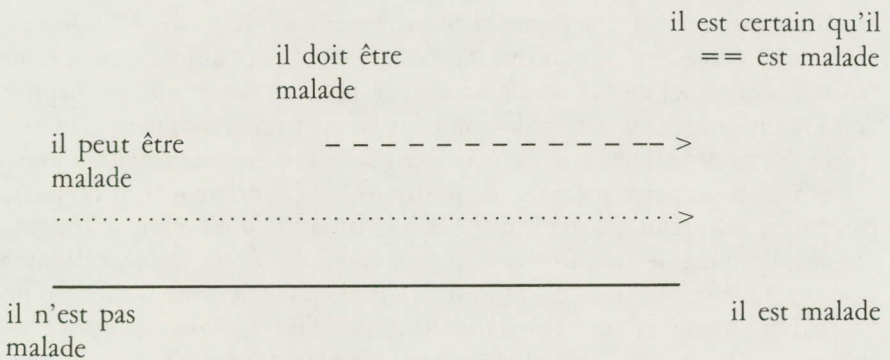 il est certain qu'il
== est malade
il doit être
malade
il peut être
malade
il n'est pas
malade
il est malade